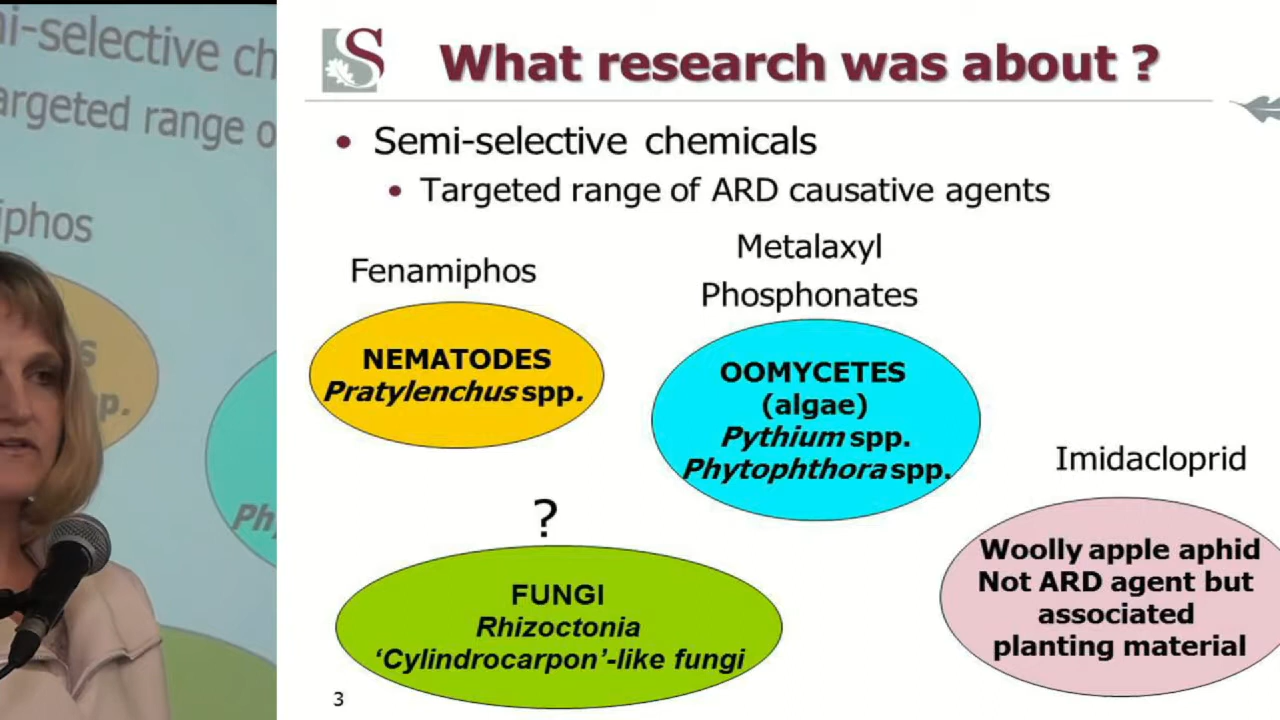 What research was about ?
• Semi-selective chemicals
• Targeted range of ARD causative agents
Fenamiphos
NEMATODES
Pratylenchus spp.
Metalaxyl
Phosphonates
OOMYCETES
(algae)
Pythium spp.
Phytophthora spp.
Imidacloprid
Woolly apple aphid
Not ARD agent but
associated
planting material
?
FUNGI
Rhizoctonia
‘Cylindrocarpon’-like fungi
3
S
-selective ch
argeted range o
iphos